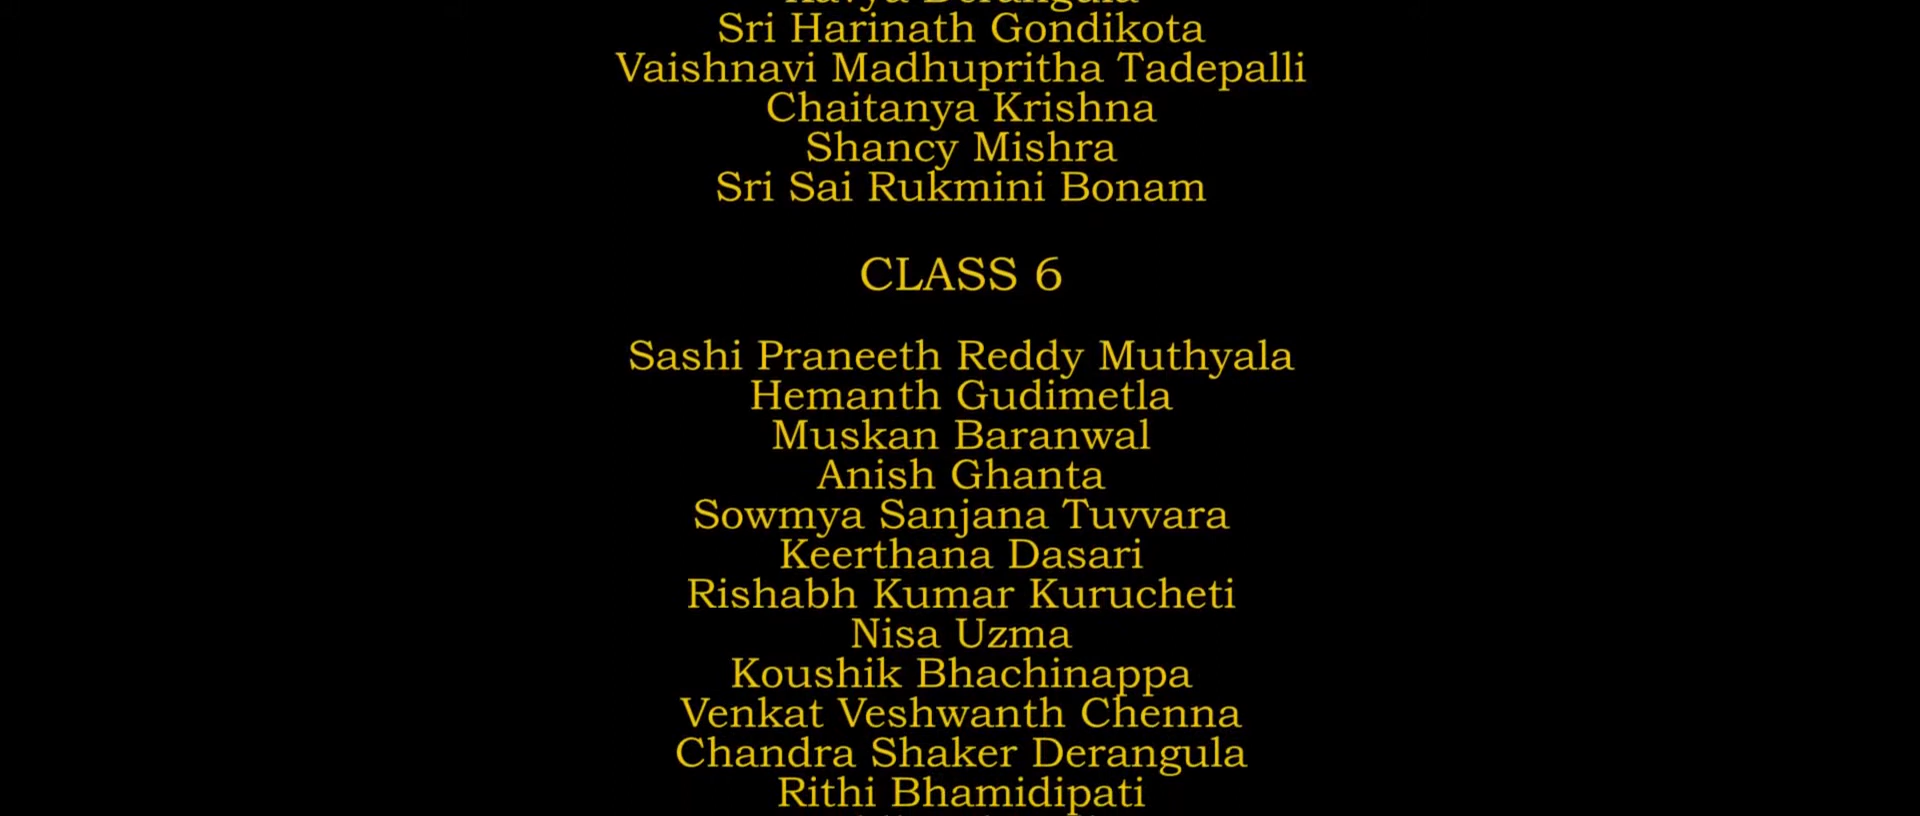 Sri Harinath Gondikota
Vaishnavi Madhupritha Tadepalli
Chaitanya Krishna
Shancy Mishra
Sri Sai Rukmini Bonam
CLASS 6
Sashi Praneeth Reddy Muthyala
Hemanth Gudimetla
Muskan Baranwal
Anish Ghanta
Sowmya Sanjana Tuvvara
Keerthana Dasari
Rishabh Kumar Kurucheti
Nisa Uzma
Koushik Bhachinappa
Venkat Veshwanth Chenna
Chandra Shaker Derangula
Rithi Bhamidipati